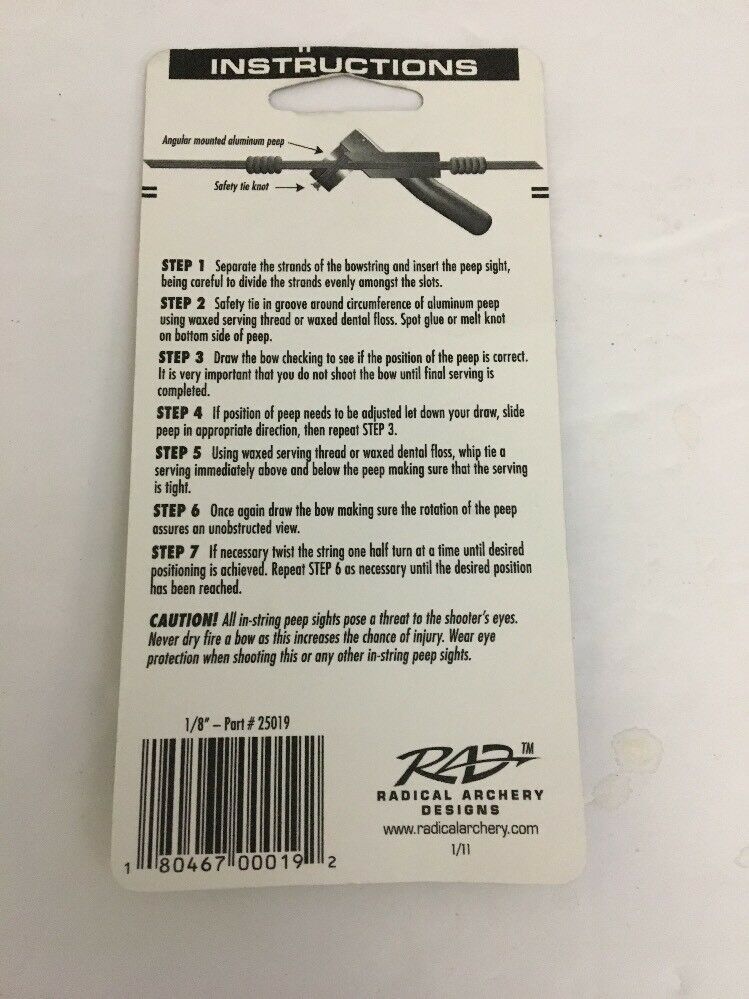 INSTRUCTIONS
Angular mounted aluminum peep
Safety tie knot
STEP 1 Separate the strands of the bowstring and insert the peep sight,
being careful to divide the strands evenly amongst the slots.
STEP 2 Safety tie in groove around circumference of aluminum peep
using waxed serving thread or waxed dental floss. Spot glue or melt knot
on bottom side of peep.
STEP 3 Draw the bow checking to see if the position of the peep is correct.
It is very important that you do not shoot the bow until final serving is
completed.
STEP 4 If position of peep needs to be adjusted let down your draw, slide
peep in appropriate direction, then repeat STEP 3.
STEP 5 Using waxed serving thread or waxed dental floss, whip tie a
serving immediately above and below the peep making sure that the serving
is tight.
STEP 6 Once again draw the bow making sure the rotation of the peep
assures an unobstructed view.
STEP 7 If necessary twist the string one half turn at a time until desired
positioning is achieved. Repeat STEP 6 as necessary until the desired position
has been reached.
CAUTION! All in-string peep sights pose a threat to the shooter's eyes.
Never dry fire a bow as this increases the chance of injury. Wear eye
protection when shooting this or any other in-string peep sights.
1/8" – Part # 25019
1 80467 00019 2
RAD™
RADICAL ARCHERY
DESIGNS
www.radicalarchery.com
1/11